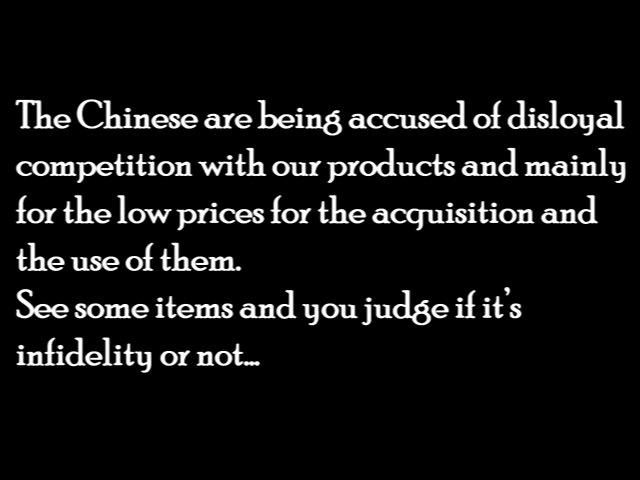 The Chinese are being accused of disloyal
competition with our products and mainly
for the low prices for the acquisition and
the use of them.
See some items and you judge if it's
infidelity or not...